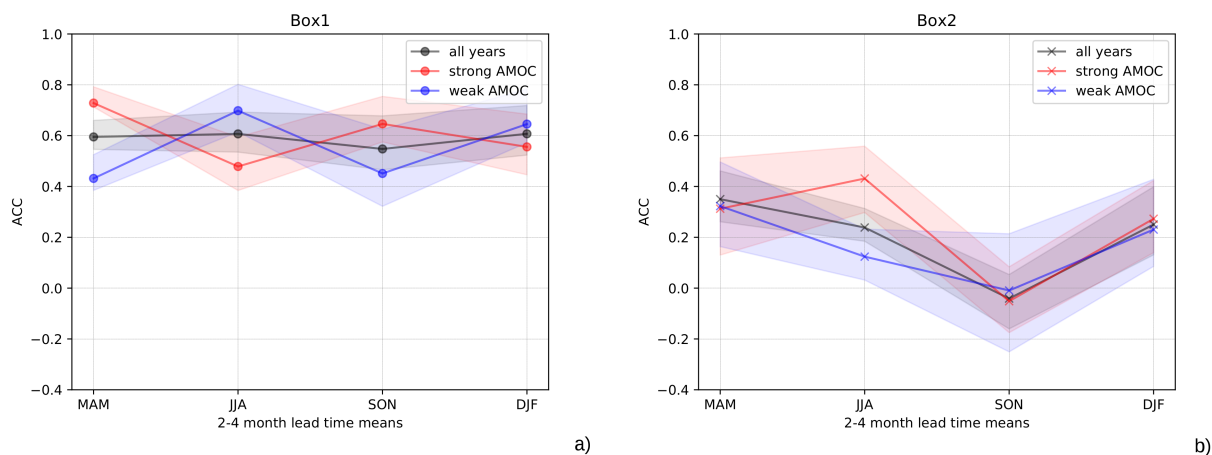 Box1
1.0
0.8
0.6
0.4
0.2
0.0
−0.2
−0.4
ACC
all years
strong AMOC
weak AMOC
MAM JJA SON DJF
2-4 month lead time means
a)
Box2
1.0
0.8
0.6
0.4
0.2
0.0
−0.2
−0.4
ACC
all years
strong AMOC
weak AMOC
MAM JJA SON DJF
2-4 month lead time means
b)